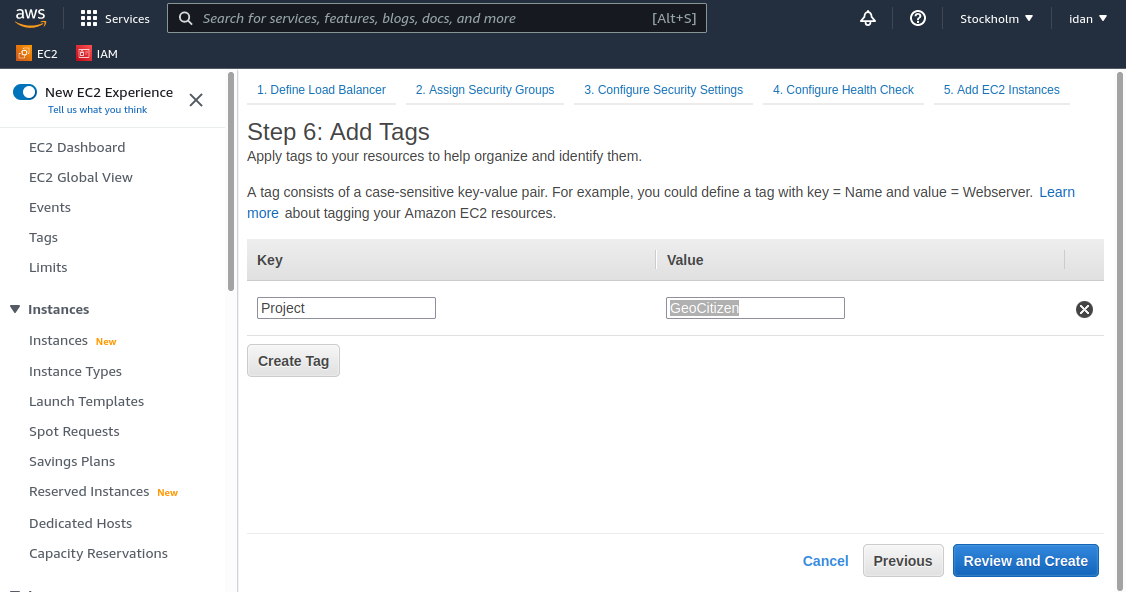 aws
Services
Search for services, features, blogs, docs, and more [Alt+S]
Stockholm
idan
EC2
IAM
New EC2 Experience
Tell us what you think
EC2 Dashboard
EC2 Global View
Events
Tags
Limits
Instances
Instances New
Instance Types
Launch Templates
Spot Requests
Savings Plans
Reserved Instances New
Dedicated Hosts
Capacity Reservations
1. Define Load Balancer 2. Assign Security Groups 3. Configure Security Settings 4. Configure Health Check 5. Add EC2 Instances
Step 6: Add Tags
Apply tags to your resources to help organize and identify them.
A tag consists of a case-sensitive key-value pair. For example, you could define a tag with key = Name and value = Webserver. Learn
more about tagging your Amazon EC2 resources.
Key Value
Project GeoCitizen
Create Tag
Cancel Previous Review and Create